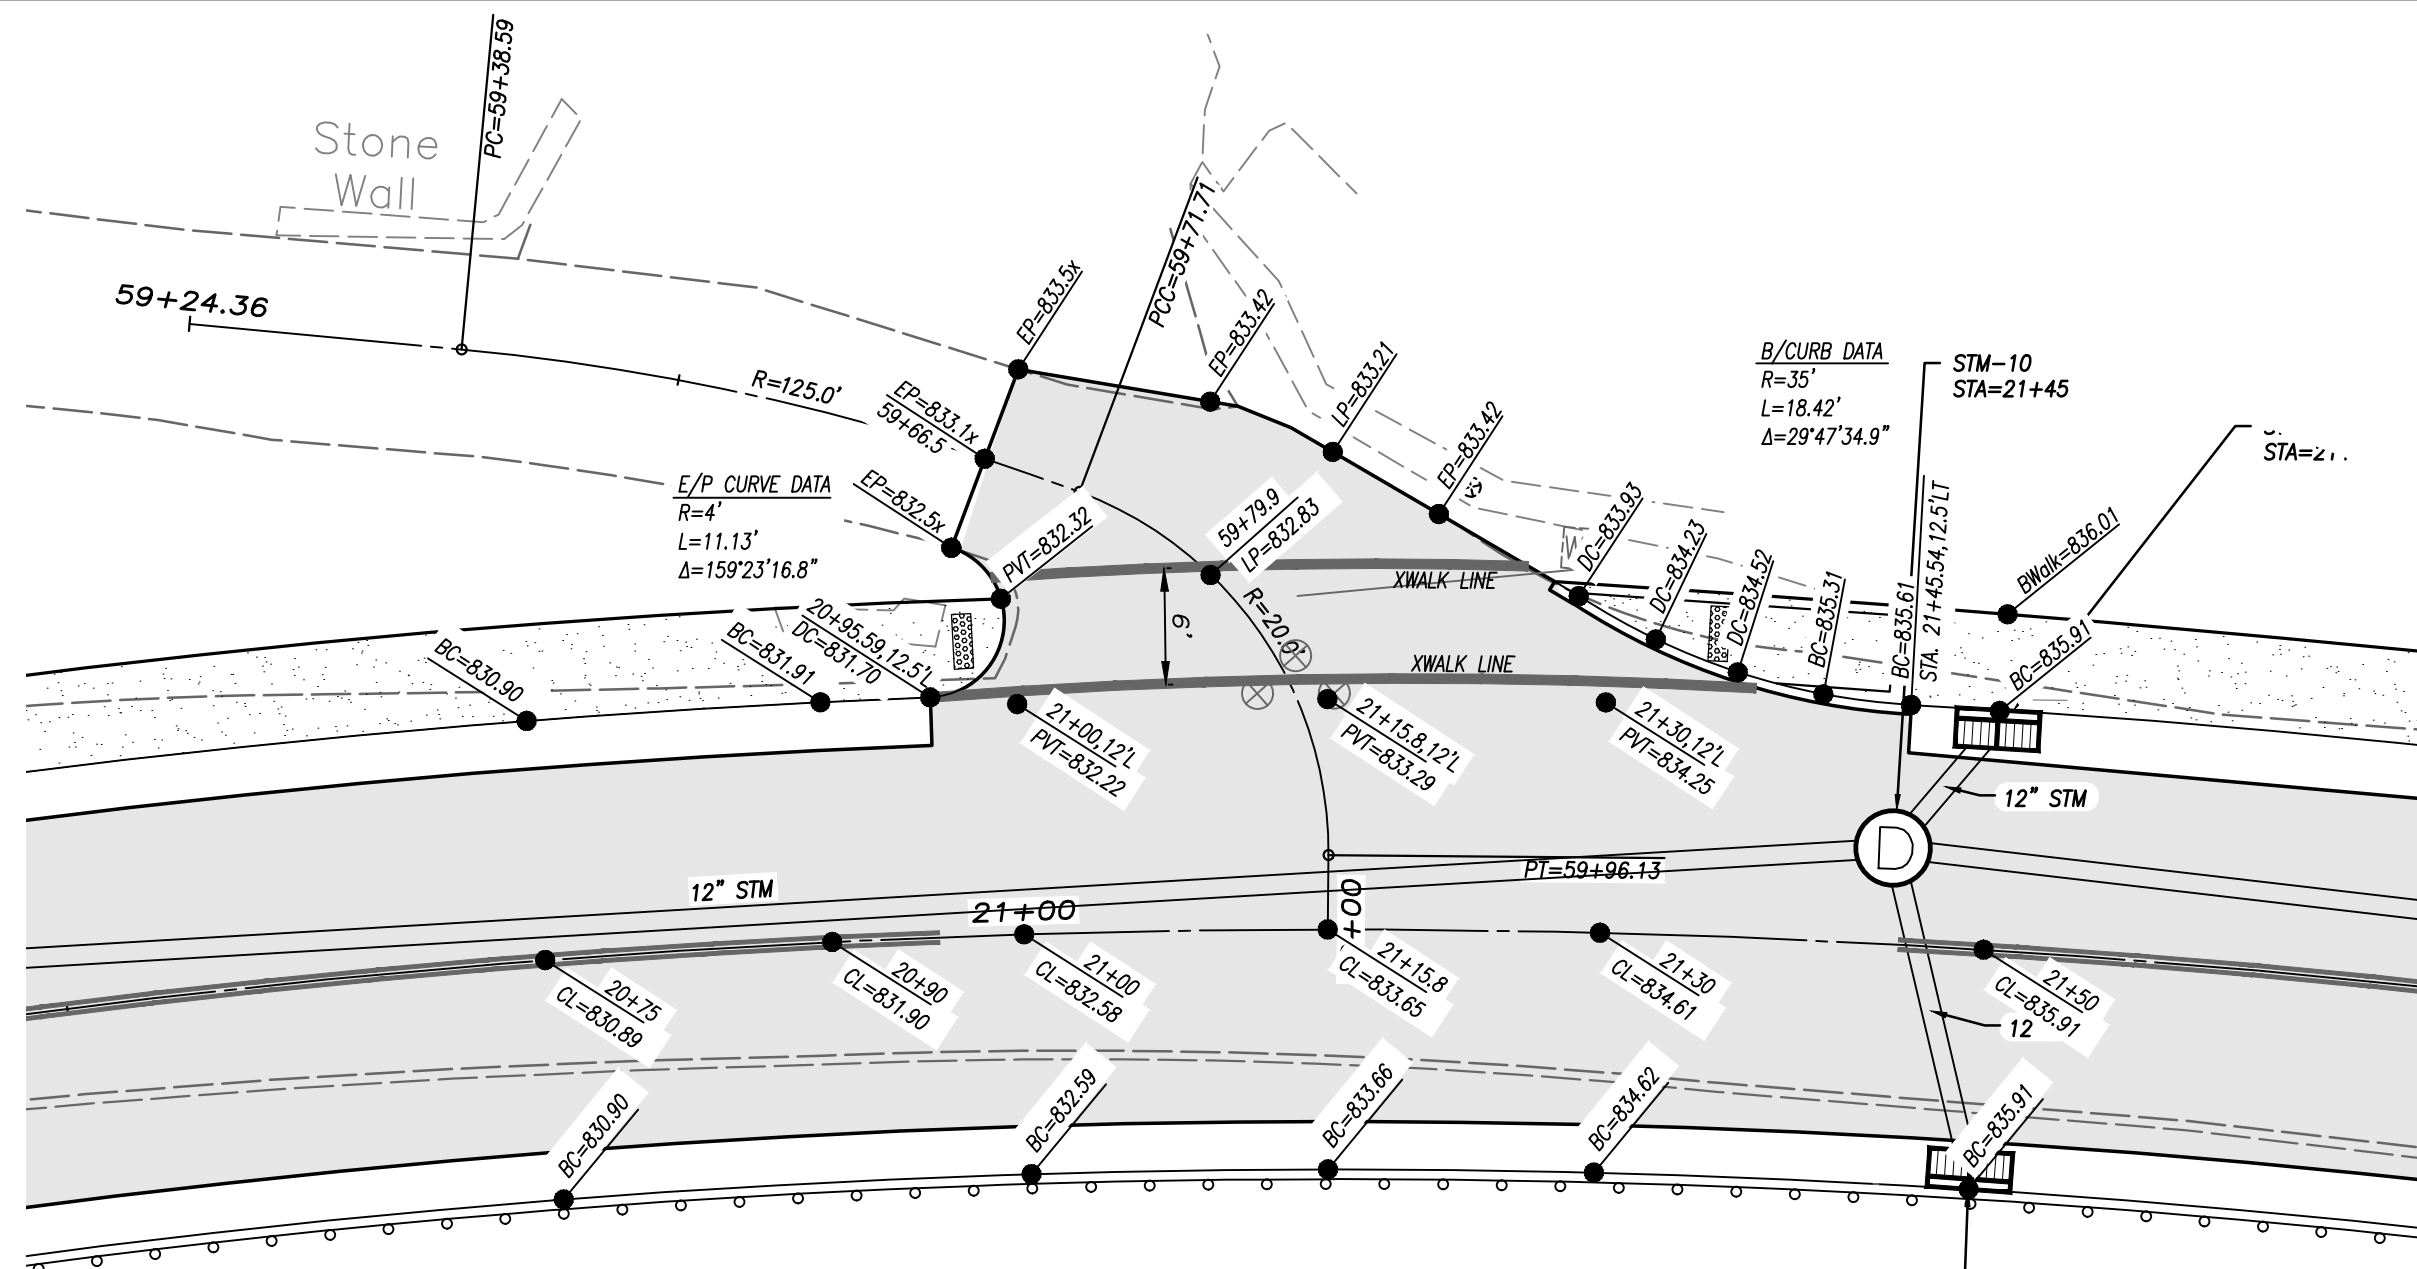 PC=59+38.59
Stone
Wall
59+24.36
PCC=59+71.71
EP=833.5x
EP=833.42
LP=833.21
EP=833.42
R=125.0'
EP=833.1x
59+66.5
E/P CURVE DATA
R=4'
L=11.13'
Δ=159°23'16.8"
EP=832.5x
PVT=832.32
59+79.9
LP=832.83
B/CURB DATA
R=35'
L=18.42'
Δ=29°47'34.9"
STM-10
STA=21+45
DC=833.93
DC=834.23
DC=834.52
BC=835.31
BC=835.61
STA. 21+45.54,12.5'LT
BWalk=836.01
BC=835.91
XWALK LINE
6'
R=20.0'
XWALK LINE
BC=830.90
BC=831.91
20+95.59,12.5'L
DC=831.70
21+00,12'L
PVT=832.22
21+15.8,12'L
PVT=833.29
21+30,12'L
PVT=834.25
12" STM
D
PT=59+96.13
12" STM
21+00
+00
20+75
CL=830.89
20+90
CL=831.90
21+00
CL=832.58
21+15.8
CL=833.65
21+30
CL=834.61
21+50
CL=835.91
12
BC=830.90
BC=832.59
BC=833.66
BC=834.62
BC=835.91